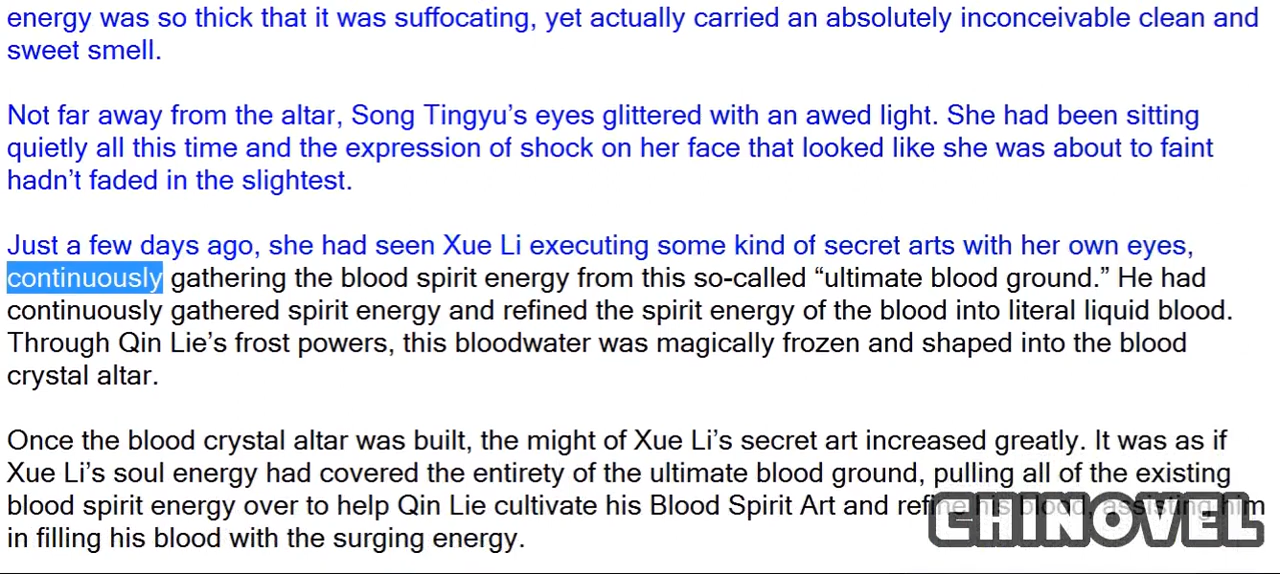 energy was so thick that it was suffocating, yet actually carried an absolutely inconceivable clean and
sweet smell.
Not far away from the altar, Song Tingyu’s eyes glittered with an awed light. She had been sitting
quietly all this time and the expression of shock on her face that looked like she was about to faint
hadn’t faded in the slightest.
Just a few days ago, she had seen Xue Li executing some kind of secret arts with her own eyes,
continuously gathering the blood spirit energy from this so-called “ultimate blood ground.” He had
continuously gathered spirit energy and refined the spirit energy of the blood into literal liquid blood.
Through Qin Lie’s frost powers, this bloodwater was magically frozen and shaped into the blood
crystal altar.
Once the blood crystal altar was built, the might of Xue Li’s secret art increased greatly. It was as if
Xue Li’s soul energy had covered the entirety of the ultimate blood ground, pulling all of the existing
blood spirit energy over to help Qin Lie cultivate his Blood Spirit Art and refine his blood, assisting him
in filling his blood with the surging energy.
CHINOVEL